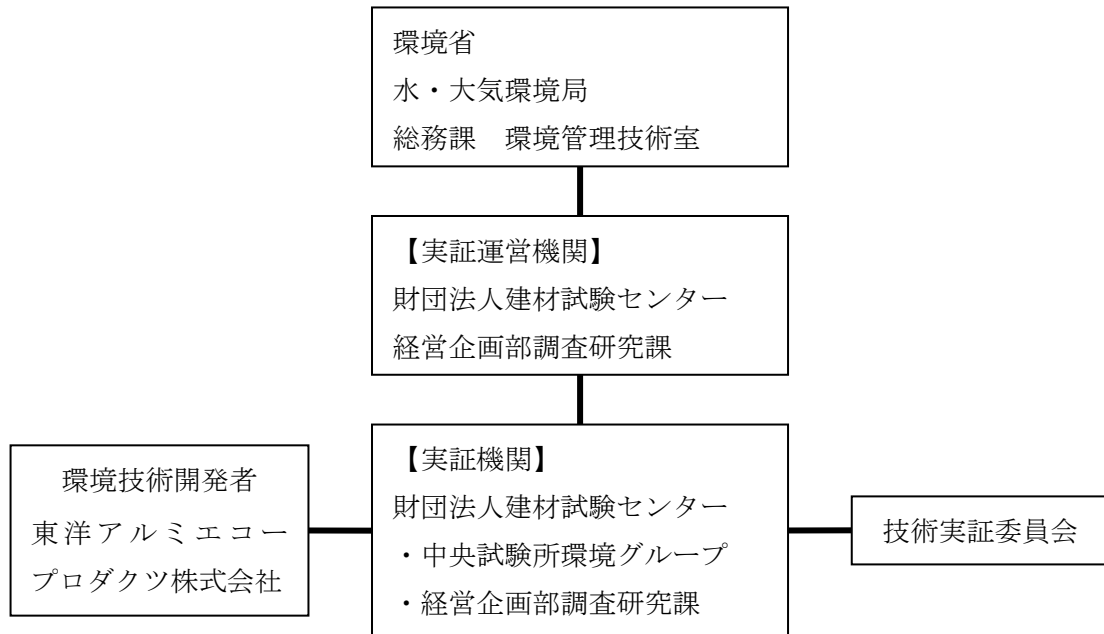 環境省
水・大気環境局
総務課　環境管理技術室
【実証運営機関】
財団法人建材試験センター
経営企画部調査研究課
環境技術開発者
東洋アルミエコー
プロダクツ株式会社
【実証機関】
財団法人建材試験センター
・中央試験所環境グループ
・経営企画部調査研究課
技術実証委員会